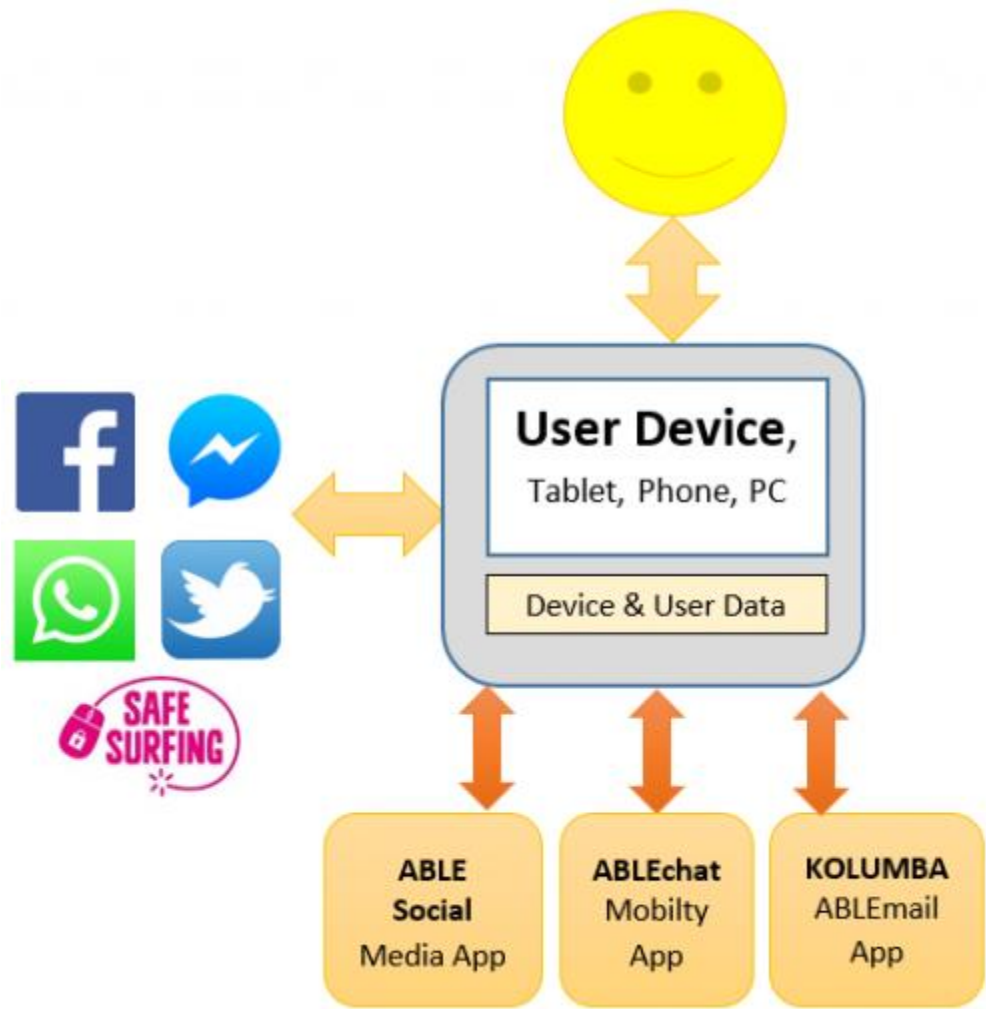 User Device,
Tablet, Phone, PC
Device & User Data
SAFE
SURFING
ABLE
Social
Media App
ABLEchat
Mobilty
App
KOLUMBA
ABLEmail
App